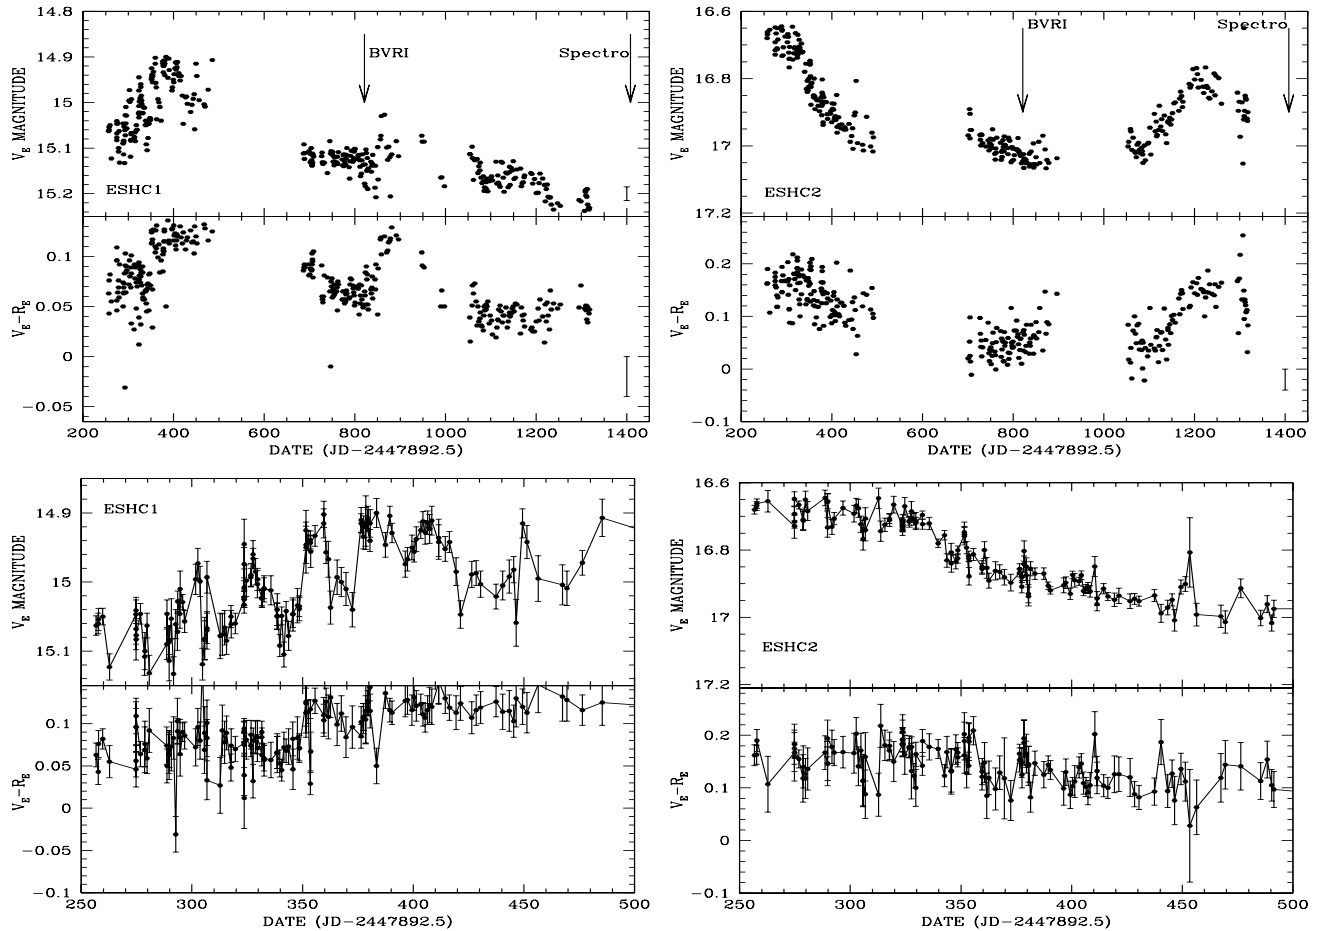 14.8
14.9
15
15.1
15.2
V_E MAGNITUDE
BVRI
Spectro
ESHC1
0.1
0.05
0
−0.05
V_E−R_E
200 400 600 800 1000 1200 1400
DATE (JD−2447892.5)
16.6
16.8
17
17.2
V_E MAGNITUDE
BVRI
Spectro
ESHC2
0.2
0.1
0
−0.1
V_E−R_E
200 400 600 800 1000 1200 1400
DATE (JD−2447892.5)
ESHC1
14.9
15
15.1
V_E MAGNITUDE
0.1
0.05
0
−0.05
−0.1
V_E−R_E
250 300 350 400 450 500
DATE (JD−2447892.5)
16.6
16.8
17
17.2
V_E MAGNITUDE
ESHC2
0.2
0.1
0
−0.1
V_E−R_E
250 300 350 400 450 500
DATE (JD−2447892.5)